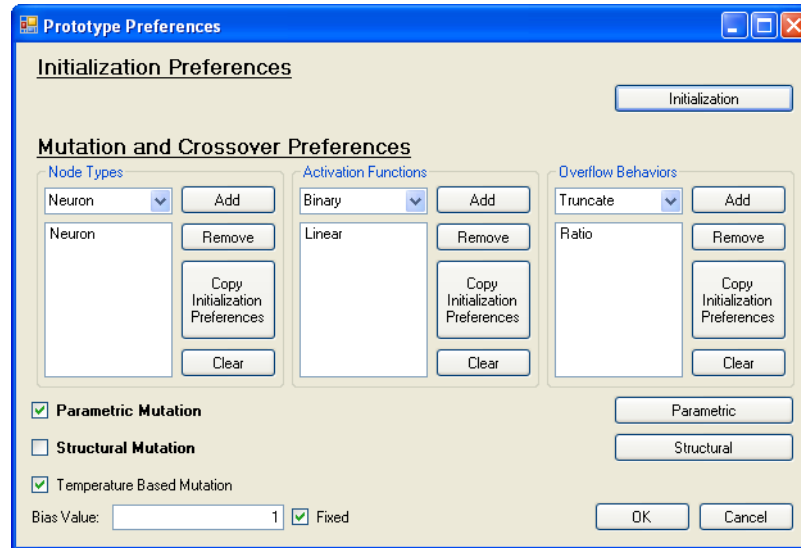 Prototype Preferences
Initialization Preferences
Initialization
Mutation and Crossover Preferences
Node Types
Neuron
Add
Neuron
Remove
Copy
Initialization
Preferences
Clear
Activation Functions
Binary
Add
Linear
Remove
Copy
Initialization
Preferences
Clear
Overflow Behaviors
Truncate
Add
Ratio
Remove
Copy
Initialization
Preferences
Clear
Parametric Mutation
Parametric
Structural Mutation
Structural
Temperature Based Mutation
Bias Value: 1 Fixed
OK Cancel